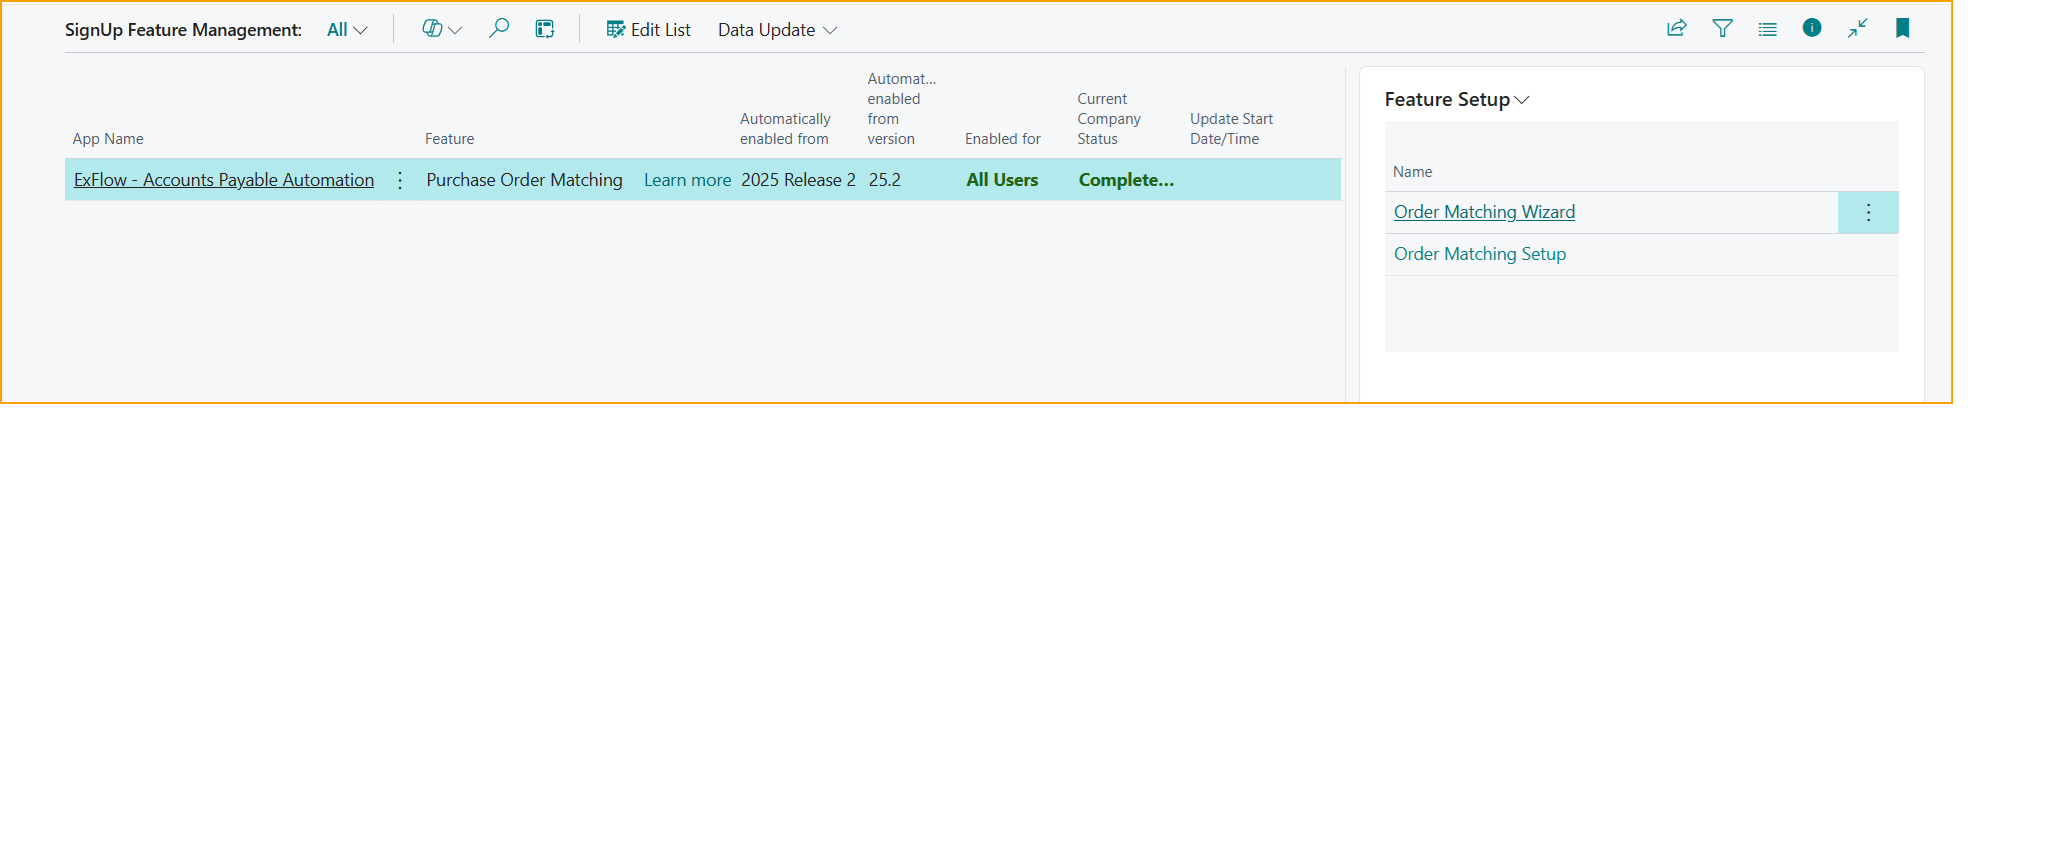 SignUp Feature Management: All Edit List Data Update
App Name
Feature
Automatically
enabled from
Automat...
enabled
from
version
Enabled for
Current
Company
Status
Update Start
Date/Time
ExFlow - Accounts Payable Automation Purchase Order Matching Learn more 2025 Release 2 25.2 All Users Complete...
Feature Setup
Name
Order Matching Wizard
Order Matching Setup